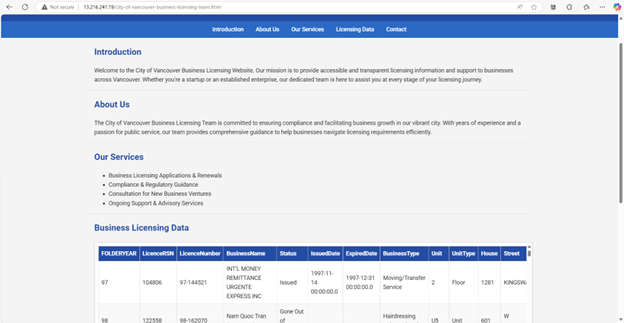 Not secure 13.216.241.15/city-of-vancouver-business-licensing-team.html
Introduction About Us Our Services Licensing Data Contact
Introduction
Welcome to the City of Vancouver Business Licensing Website. Our mission is to provide accessible and transparent licensing information and support to businesses
across Vancouver. Whether you're a startup or an established enterprise, our dedicated team is here to assist you at every stage of your licensing journey.
About Us
The City of Vancouver Business Licensing Team is committed to ensuring compliance and facilitating business growth in our vibrant city. With years of experience and a
passion for public service, our team provides comprehensive guidance to help businesses navigate licensing requirements efficiently.
Our Services
• Business Licensing Applications & Renewals
• Compliance & Regulatory Guidance
• Consultation for New Business Ventures
• Ongoing Support & Advisory Services
Business Licensing Data
FOLDERYEAR LicenceRSN LicenceNumber BusinessName Status IssuedDate ExpiredDate BusinessType Unit UnitType House Street
INT'L MONEY
REMITTANCE 1997-11-
97 104806 97-144521 URGENTE Issued 14 1997-12-31 Moving/Transfer 2 Floor 1281 KINGSWA
EXPRESS INC 00:00:00.0 00:00:00.0 Service
98 122558 98-162070 Nam Quoc Tran Gone Out of Hairdressing U5 Unit 601 W